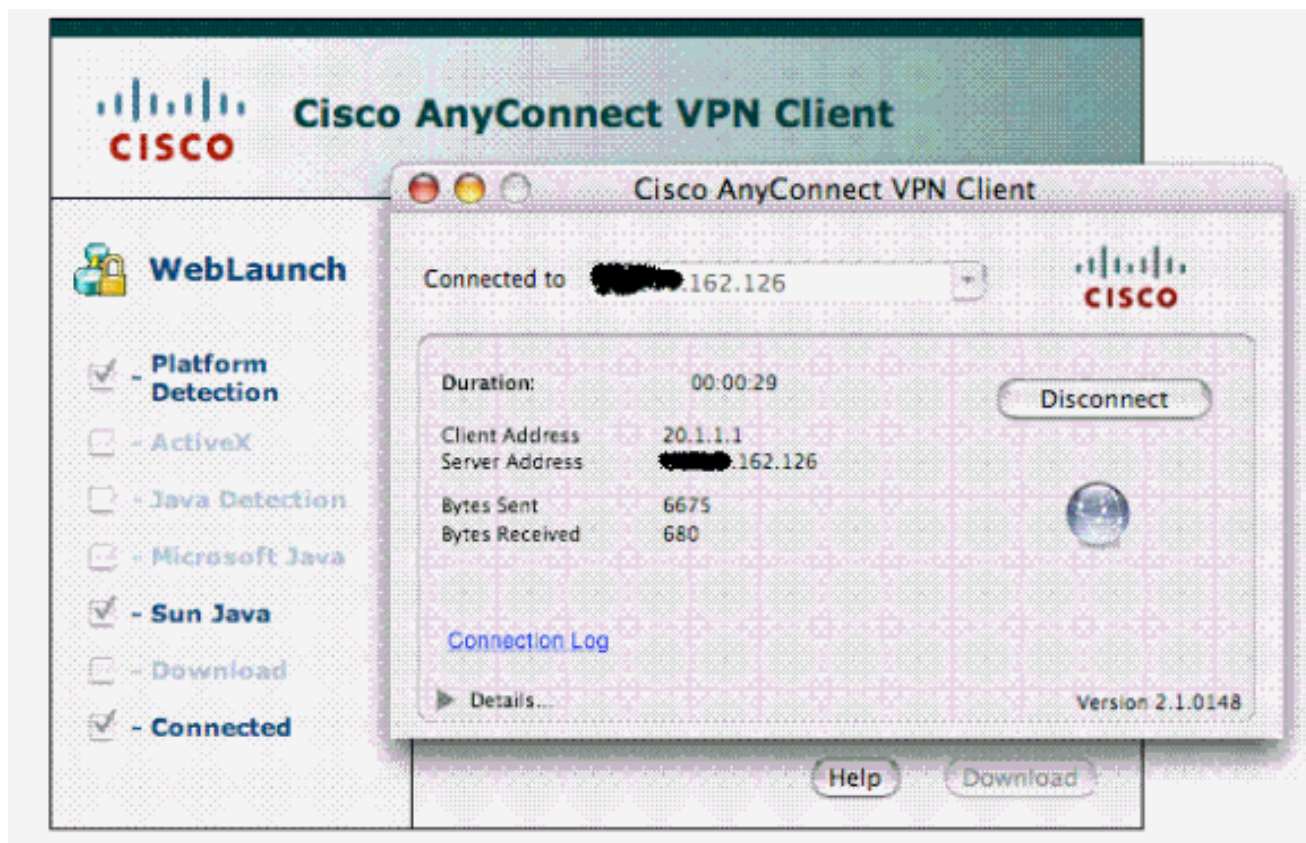 CISCO
Cisco AnyConnect VPN Client
WebLaunch
- Platform
Detection
- ActiveX
- Java Detection
- Microsoft Java
- Sun Java
- Download
- Connected
Cisco AnyConnect VPN Client
Connected to .162.126
CISCO
Duration: 00:00:29
Disconnect
Client Address 20.1.1.1
Server Address .162.126
Bytes Sent 6675
Bytes Received 680
Connection Log
Details...
Version 2.1.0148
Help
Download